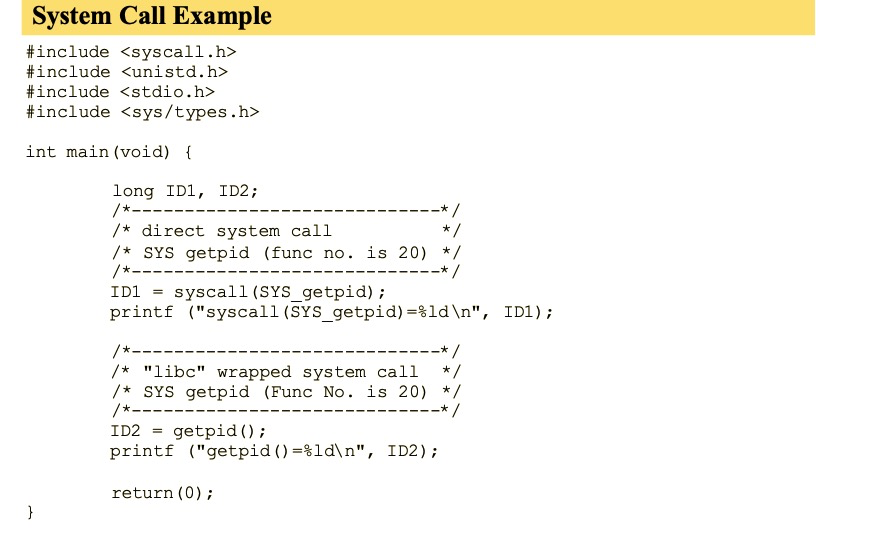 System Call Example
#include <syscall.h>
#include <unistd.h>
#include <stdio.h>
#include <sys/types.h>
int main(void) {
long ID1, ID2;
/*-----------------------------*/
/* direct system call */
/* SYS getpid (func no. is 20) */
/*-----------------------------*/
ID1 = syscall(SYS_getpid);
printf ("syscall(SYS_getpid)=%ld\n", ID1);
/*-----------------------------*/
/* "libc" wrapped system call */
/* SYS getpid (Func No. is 20) */
/*-----------------------------*/
ID2 = getpid();
printf ("getpid()=%ld\n", ID2);
return(0);
}